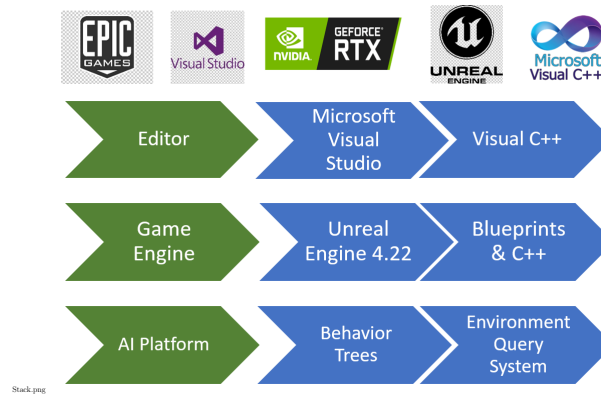 EPIC
GAMES
Visual Studio
NVIDIA
GEFORCE
RTX
UNREAL
ENGINE
Microsoft
Visual C++
Editor
Microsoft
Visual
Studio
Visual C++
Game
Engine
Unreal
Engine 4.22
Blueprints
& C++
AI Platform
Behavior
Trees
Environment
Query
System
Stack.png